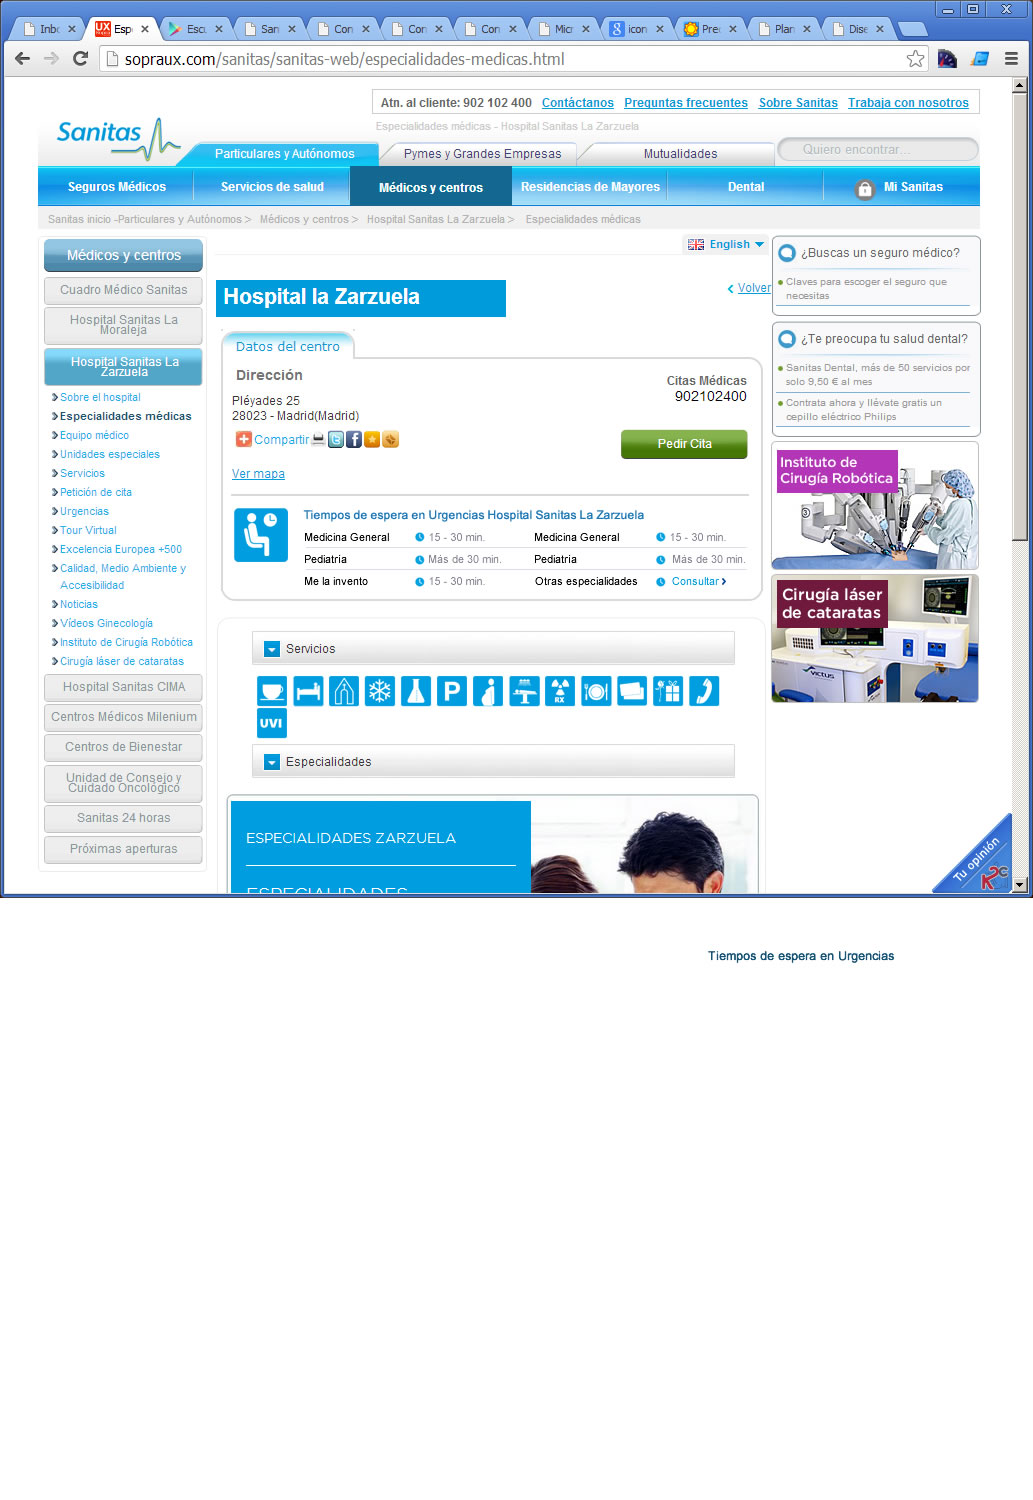 Inbo
Esp
Escu
San
Con
Con
Con
Micr
icon
Prec
Plan
Dise
sopraux.com/sanitas/sanitas-web/especialidades-medicas.html
Atn. al cliente: 902 102 400 Contáctanos Preguntas frecuentes Sobre Sanitas Trabaja con nosotros
Especialidades médicas - Hospital Sanitas La Zarzuela
Sanitas
Particulares y Autónomos Pymes y Grandes Empresas Mutualidades Quiero encontrar...
Seguros Médicos Servicios de salud Médicos y centros Residencias de Mayores Dental Mi Sanitas
Sanitas inicio -Particulares y Autónomos > Médicos y centros > Hospital Sanitas La Zarzuela > Especialidades médicas
Médicos y centros
Cuadro Médico Sanitas
Hospital Sanitas La
Moraleja
Hospital Sanitas La
Zarzuela
Sobre el hospital
Especialidades médicas
Equipo médico
Unidades especiales
Servicios
Petición de cita
Urgencias
Tour Virtual
Excelencia Europea +500
Calidad, Medio Ambiente y
Accesibilidad
Noticias
Vídeos Ginecología
Instituto de Cirugía Robótica
Cirugía láser de cataratas
Hospital Sanitas CIMA
Centros Médicos Milenium
Centros de Bienestar
Unidad de Consejo y
Cuidado Oncológico
Sanitas 24 horas
Próximas aperturas
English
Hospital la Zarzuela
Volver
Datos del centro
Dirección
Pléyades 25
28023 - Madrid(Madrid)
Compartir
Ver mapa
Citas Médicas
902102400
Pedir Cita
Tiempos de espera en Urgencias Hospital Sanitas La Zarzuela
Medicina General 15 - 30 min. Medicina General 15 - 30 min.
Pediatria Más de 30 min. Pediatria Más de 30 min.
Me la invento 15 - 30 min. Otras especialidades Consultar
Servicios
P
RX
UVI
Especialidades
ESPECIALIDADES ZARZUELA
ESPECIALIDADES
¿Buscas un seguro médico?
Claves para escoger el seguro que
necesitas
¿Te preocupa tu salud dental?
Sanitas Dental, más de 50 servicios por
solo 9,50 € al mes
Contrata ahora y llévate gratis un
cepillo eléctrico Philips
Instituto de
Cirugía Robótica
Cirugía láser
de cataratas
VICTUS
Tu opinión
K2C
Tiempos de espera en Urgencias